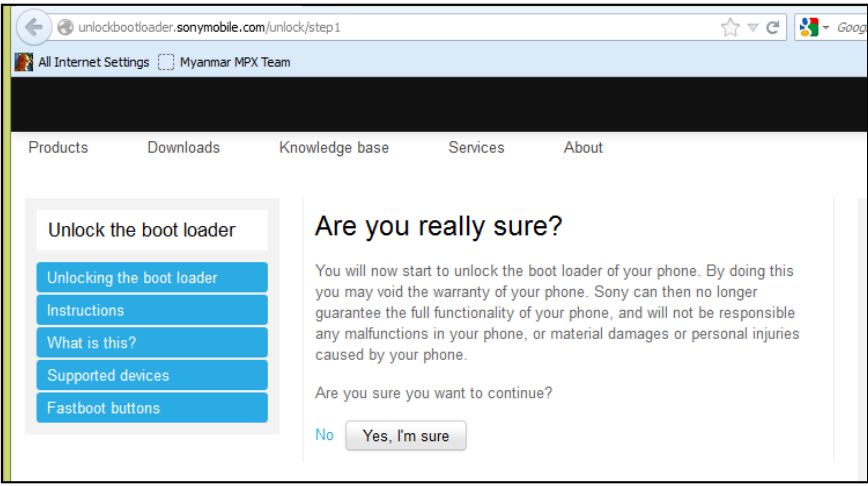 unlockbootloader.sonymobile.com/unlock/step1
All Internet Settings Myanmar MPX Team
Products Downloads Knowledge base Services About
Unlock the boot loader
Unlocking the boot loader
Instructions
What is this?
Supported devices
Fastboot buttons
Are you really sure?
You will now start to unlock the boot loader of your phone. By doing this
you may void the warranty of your phone. Sony can then no longer
guarantee the full functionality of your phone, and will not be responsible
any malfunctions in your phone, or material damages or personal injuries
caused by your phone.
Are you sure you want to continue?
No Yes, I'm sure